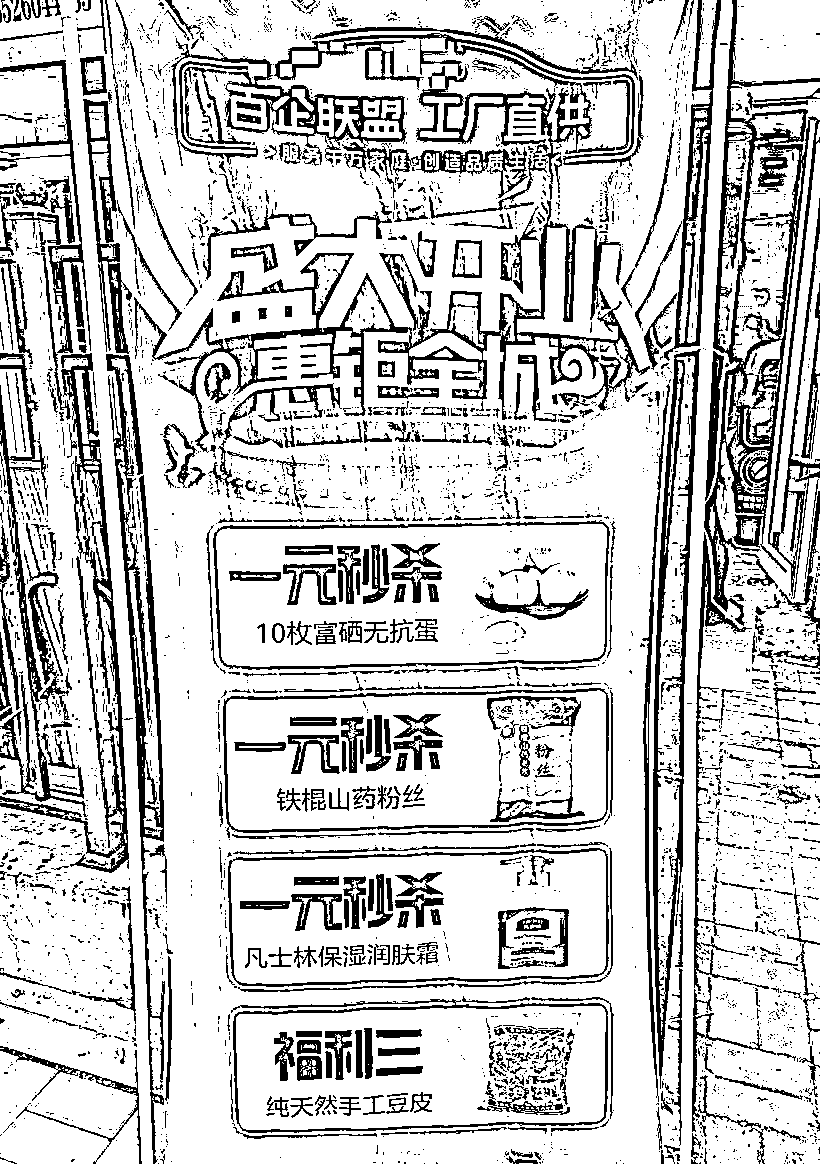 百企联盟 工厂直供
服务千万家庭·创造品质生活
盛大开业
惠钜全城
一元秒杀
10枚富硒无抗蛋
一元秒杀
粉丝
铁棍山药粉丝
一元秒杀
凡士林保湿润肤霜
福利三
纯天然手工豆皮